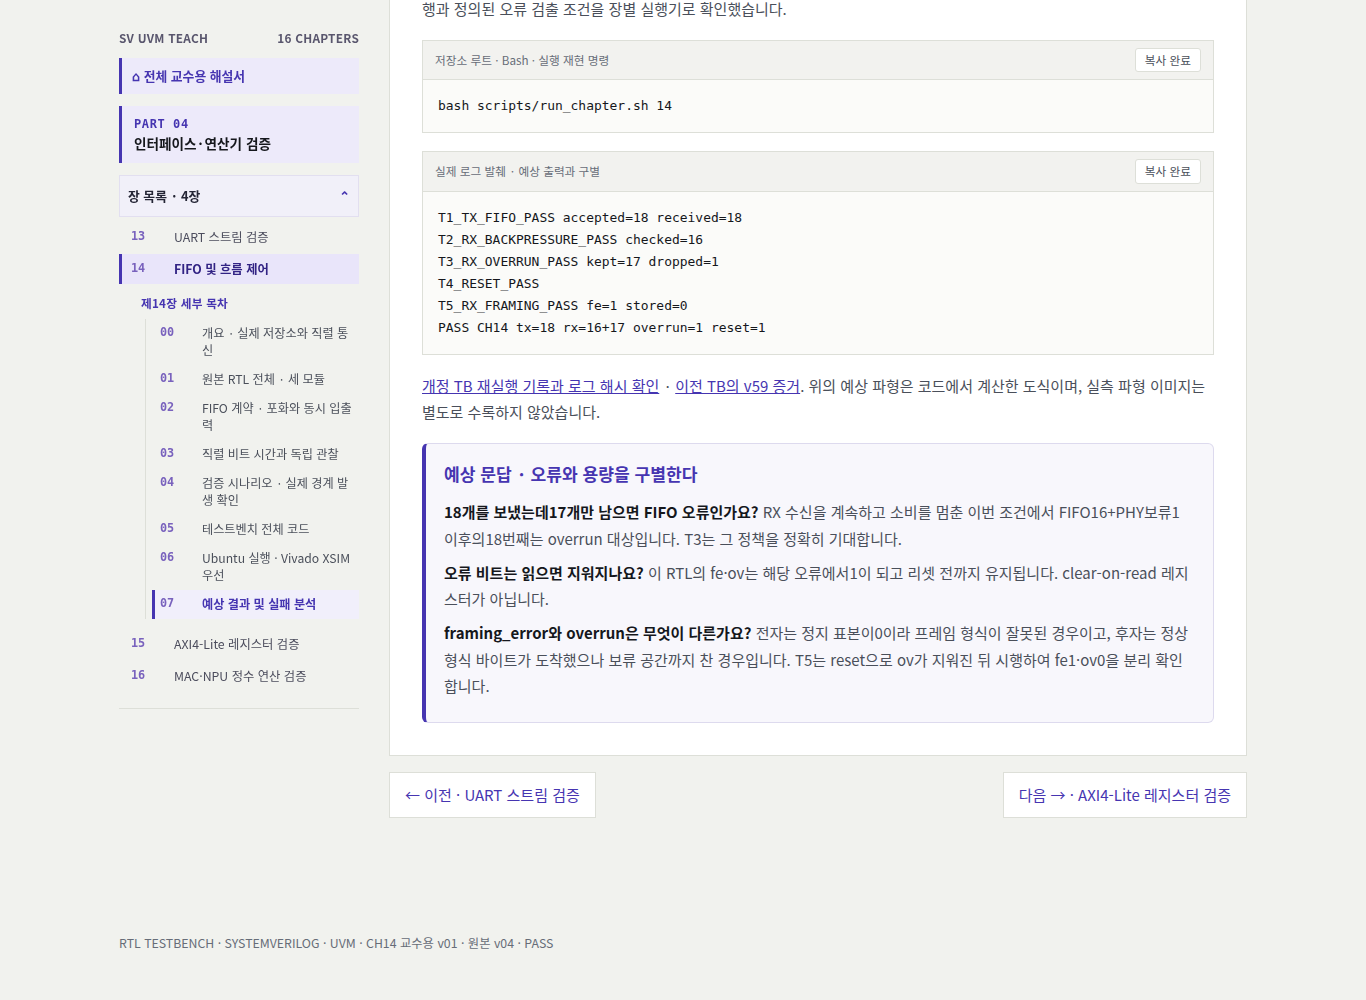 행과 정의된 오류 검출 조건을 장별 실행기로 확인했습니다.
SV UVM TEACH
16 CHAPTERS
⌂ 전체 교수용 해설서
PART 04
인터페이스·연산기 검증
장 목록 · 4장
13 UART 스트림 검증
14 FIFO 및 흐름 제어
제14장 세부 목차
00 개요 · 실제 저장소와 직렬 통
신
01 원본 RTL 전체 · 세 모듈
02 FIFO 계약 · 포화와 동시 입출
력
03 직렬 비트 시간과 독립 관찰
04 검증 시나리오 · 실제 경계 발
생 확인
05 테스트벤치 전체 코드
06 Ubuntu 실행 · Vivado XSIM
우선
07 예상 결과 및 실패 분석
15 AXI4-Lite 레지스터 검증
16 MAC·NPU 정수 연산 검증
저장소 루트 · Bash · 실행 재현 명령
복사 완료
bash scripts/run_chapter.sh 14
실제 로그 발췌 · 예상 출력과 구별
복사 완료
T1_TX_FIFO_PASS accepted=18 received=18
T2_RX_BACKPRESSURE_PASS checked=16
T3_RX_OVERRUN_PASS kept=17 dropped=1
T4_RESET_PASS
T5_RX_FRAMING_PASS fe=1 stored=0
PASS CH14 tx=18 rx=16+17 overrun=1 reset=1
개정 TB 재실행 기록과 로그 해시 확인 · 이전 TB의 v59 증거. 위의 예상 파형은 코드에서 계산한 도식이며, 실측 파형 이미지는
별도로 수록하지 않았습니다.
예상 문답 · 오류와 용량을 구별한다
18개를 보냈는데17개만 남으면 FIFO 오류인가요? RX 수신을 계속하고 소비를 멈춘 이번 조건에서 FIFO16+PHY보류1
이후의18번째는 overrun 대상입니다. T3는 그 정책을 정확히 기대합니다.
오류 비트는 읽으면 지워지나요? 이 RTL의 fe·ov는 해당 오류에서1이 되고 리셋 전까지 유지됩니다. clear-on-read 레지
스터가 아닙니다.
framing_error와 overrun은 무엇이 다른가요? 전자는 정지 표본이0이라 프레임 형식이 잘못된 경우이고, 후자는 정상
형식 바이트가 도착했으나 보류 공간까지 찬 경우입니다. T5는 reset으로 ov가 지워진 뒤 시행하여 fe1·ov0을 분리 확인
합니다.
← 이전 · UART 스트림 검증
다음 → · AXI4-Lite 레지스터 검증
RTL TESTBENCH · SYSTEMVERILOG · UVM · CH14 교수용 v01 · 원본 v04 · PASS